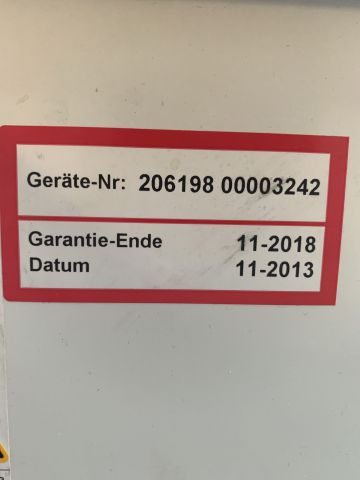 Geräte-Nr: 206198 00003242
Garantie-Ende 11-2018
Datum 11-2013